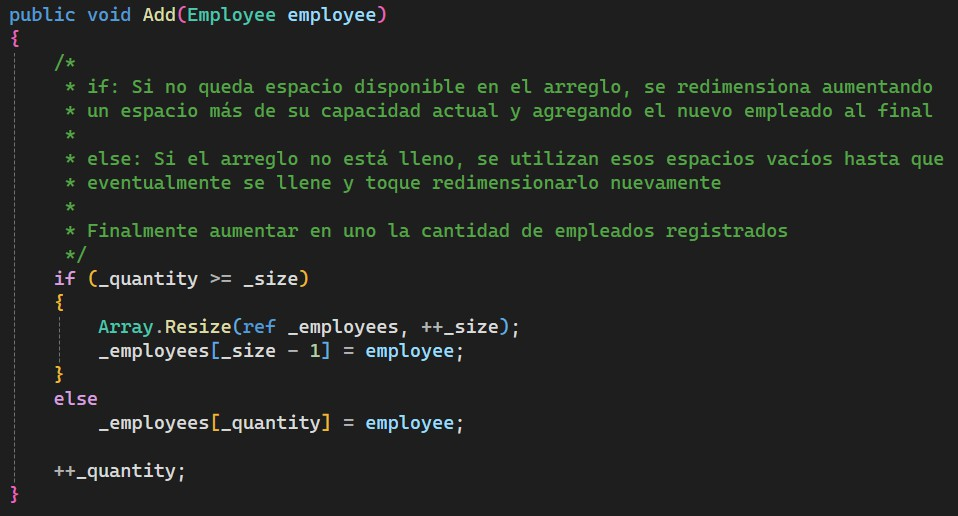 public void Add(Employee employee)
{
/*
* if: Si no queda espacio disponible en el arreglo, se redimensiona aumentando
* un espacio más de su capacidad actual y agregando el nuevo empleado al final
*
* else: Si el arreglo no está lleno, se utilizan esos espacios vacíos hasta que
* eventualmente se llene y toque redimensionarlo nuevamente
*
* Finalmente aumentar en uno la cantidad de empleados registrados
*/
if (_quantity >= _size)
{
Array.Resize(ref _employees, ++_size);
_employees[_size - 1] = employee;
}
else
_employees[_quantity] = employee;
++_quantity;
}